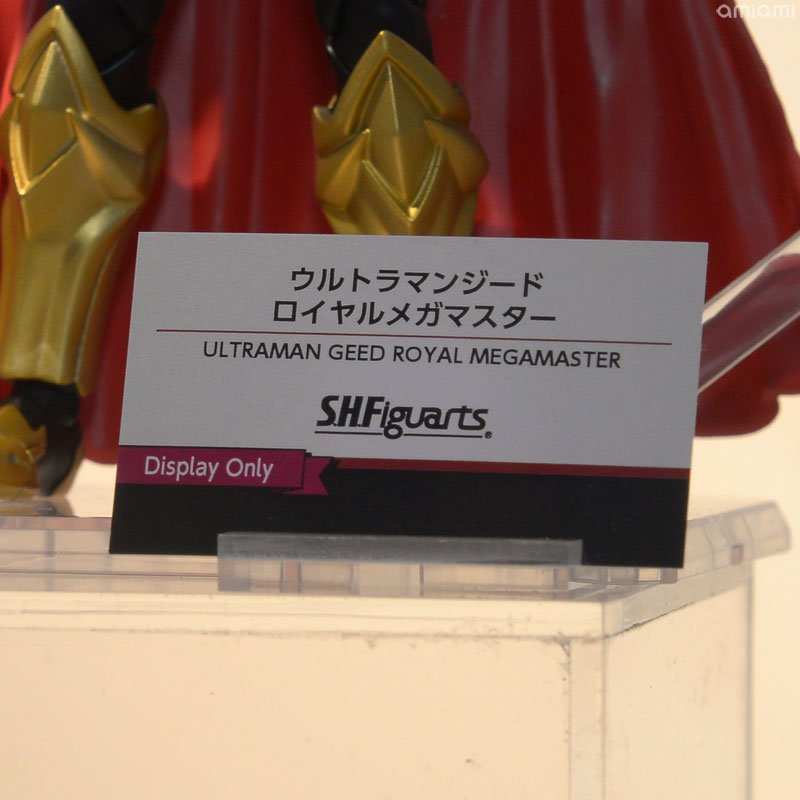 amiami
ウルトラマンジード
ロイヤルメガマスター
ULTRAMAN GEED ROYAL MEGAMASTER
S.H.Figuarts®
Display Only